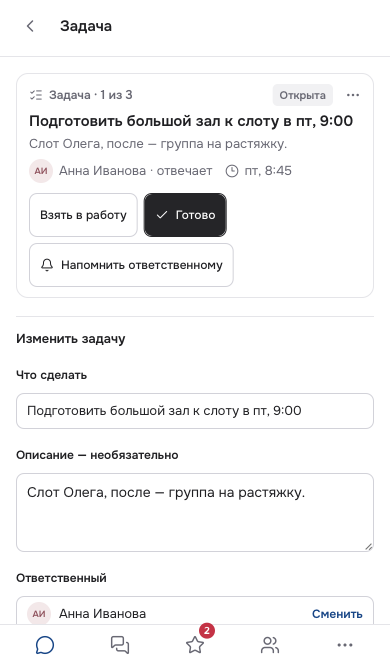 Задача
Задача · 1 из 3
Открыта
Подготовить большой зал к слоту в пт, 9:00
Слот Олега, после — группа на растяжку.
АИ Анна Иванова · отвечает пт, 8:45
Взять в работу
Готово
Напомнить ответственному
Изменить задачу
Что сделать
Подготовить большой зал к слоту в пт, 9:00
Описание — необязательно
Слот Олега, после — группа на растяжку.
Ответственный
АИ Анна Иванова Сменить
2